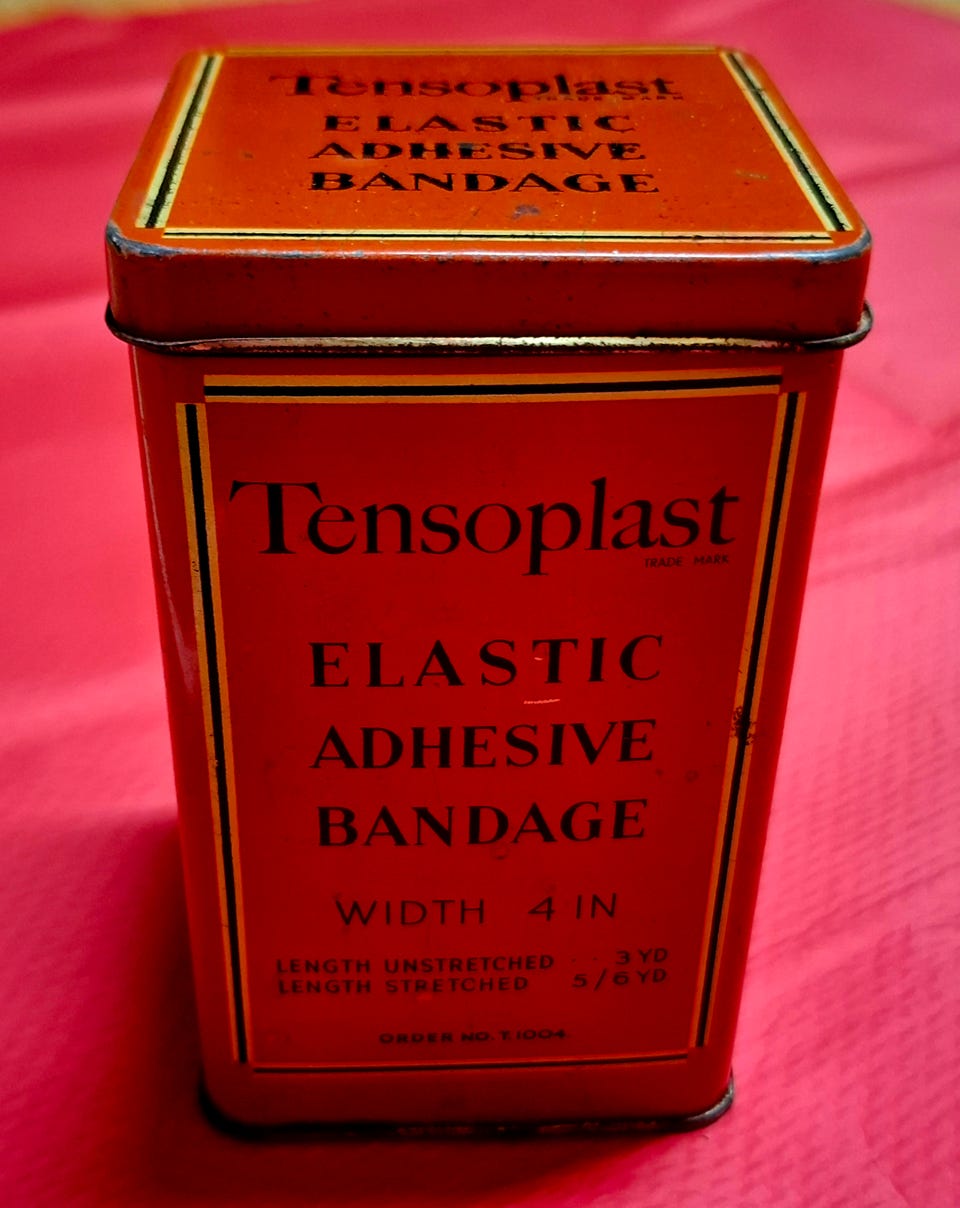 Tensoplast
TRADE MARK
ELASTIC
ADHESIVE
BANDAGE
Tensoplast
TRADE MARK
ELASTIC
ADHESIVE
BANDAGE
WIDTH 4 IN
LENGTH UNSTRETCHED . . 3 YD
LENGTH STRETCHED 5/6 YD
ORDER NO. T.1004.